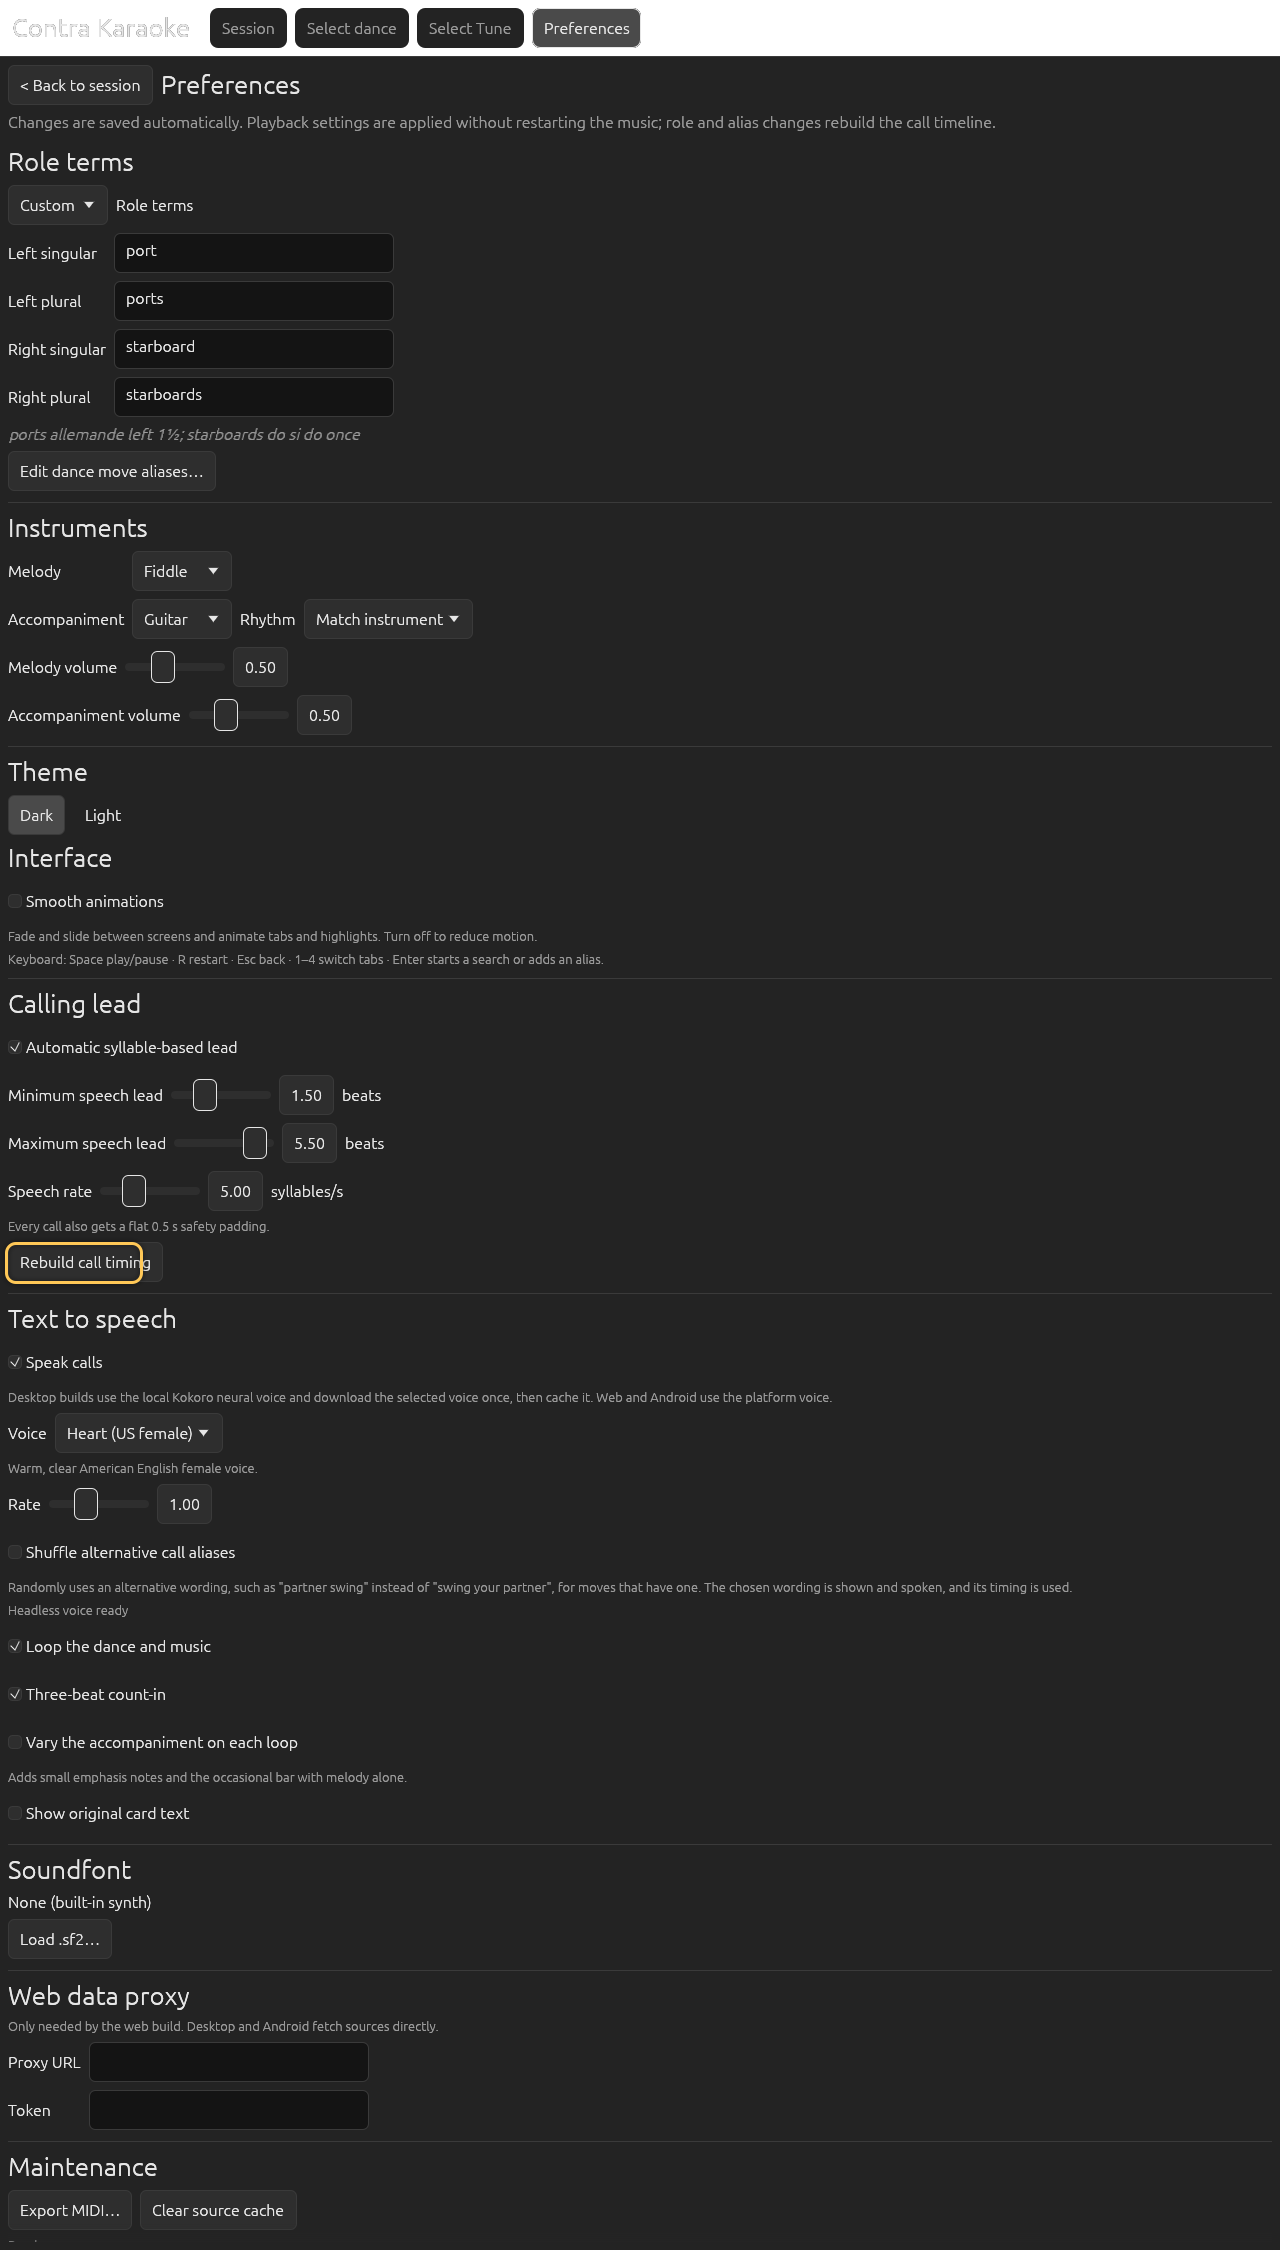 Contra Karaoke Session Select dance Select Tune Preferences
< Back to session Preferences
Changes are saved automatically. Playback settings are applied without restarting the music; role and alias changes rebuild the call timeline.
Role terms
Custom Role terms
Left singular port
Left plural ports
Right singular starboard
Right plural starboards
ports allemande left 1½; starboards do si do once
Edit dance move aliases...
Instruments
Melody Fiddle
Accompaniment Guitar Rhythm Match instrument
Melody volume 0.50
Accompaniment volume 0.50
Theme
Dark Light
Interface
Smooth animations
Fade and slide between screens and animate tabs and highlights. Turn off to reduce motion.
Keyboard: Space play/pause · R restart · Esc back · 1–4 switch tabs · Enter starts a search or adds an alias.
Calling lead
Automatic syllable-based lead
Minimum speech lead 1.50 beats
Maximum speech lead 5.50 beats
Speech rate 5.00 syllables/s
Every call also gets a flat 0.5 s safety padding.
Rebuild call timing
Text to speech
Speak calls
Desktop builds use the local Kokoro neural voice and download the selected voice once, then cache it. Web and Android use the platform voice.
Voice Heart (US female)
Warm, clear American English female voice.
Rate 1.00
Shuffle alternative call aliases
Randomly uses an alternative wording, such as "partner swing" instead of "swing your partner", for moves that have one. The chosen wording is shown and spoken, and its timing is used.
Headless voice ready
Loop the dance and music
Three-beat count-in
Vary the accompaniment on each loop
Adds small emphasis notes and the occasional bar with melody alone.
Show original card text
Soundfont
None (built-in synth)
Load .sf2...
Web data proxy
Only needed by the web build. Desktop and Android fetch sources directly.
Proxy URL
Token
Maintenance
Export MIDI... Clear source cache